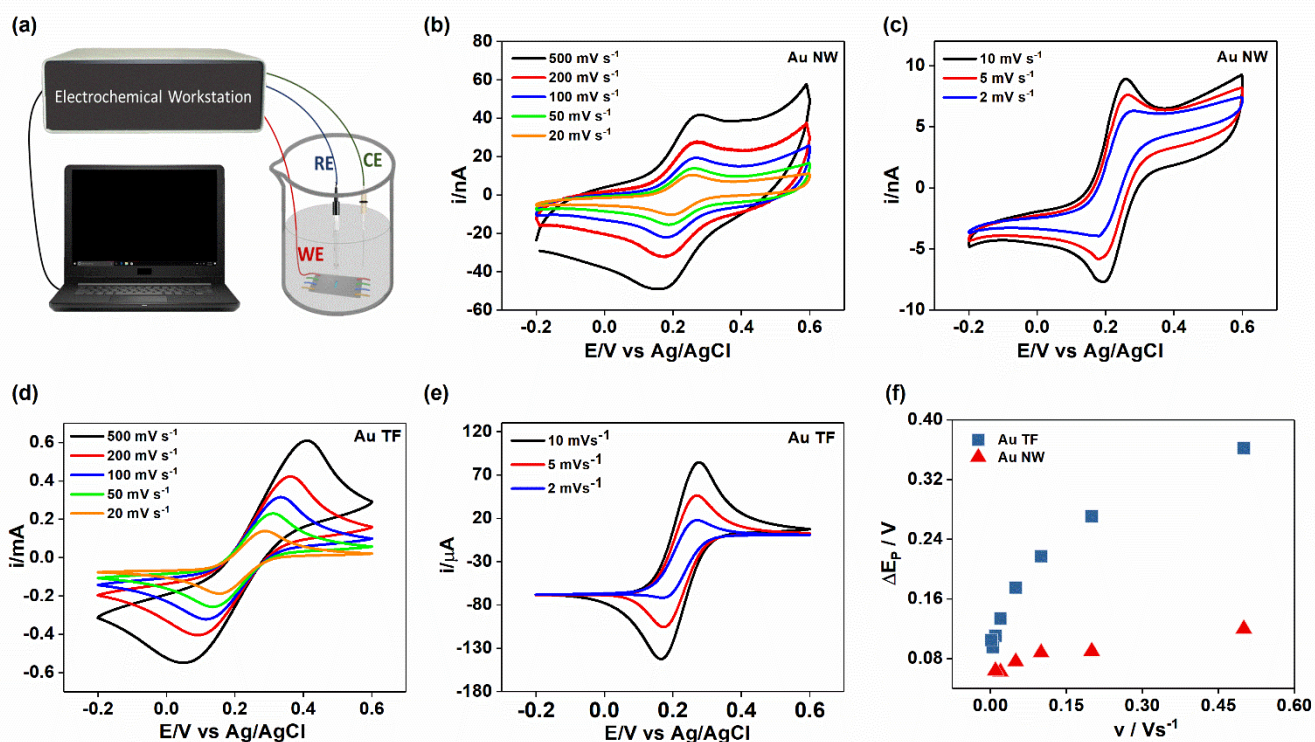 (a)
Electrochemical Workstation
RE
CE
WE
(b)
500 mV s⁻¹
200 mV s⁻¹
100 mV s⁻¹
50 mV s⁻¹
20 mV s⁻¹
Au NW
80
60
40
20
0
-20
-40
-60
i/nA
-0.2 0.0 0.2 0.4 0.6
E/V vs Ag/AgCl
(c)
10 mV s⁻¹
5 mV s⁻¹
2 mV s⁻¹
Au NW
10
5
0
-5
-10
i/nA
-0.2 0.0 0.2 0.4 0.6
E/V vs Ag/AgCl
(d)
500 mV s⁻¹
200 mV s⁻¹
100 mV s⁻¹
50 mV s⁻¹
20 mV s⁻¹
Au TF
0.6
0.4
0.2
0.0
-0.2
-0.4
-0.6
i/mA
-0.2 0.0 0.2 0.4 0.6
E/V vs Ag/AgCl
(e)
10 mVs⁻¹
5 mVs⁻¹
2 mVs⁻¹
Au TF
120
70
20
-30
-80
-130
-180
i/µA
-0.2 0.0 0.2 0.4 0.6
E/V vs Ag/AgCl
(f)
Au TF
Au NW
0.40
0.32
0.24
0.16
0.08
ΔE_P / V
0.00 0.15 0.30 0.45 0.60
v / Vs⁻¹